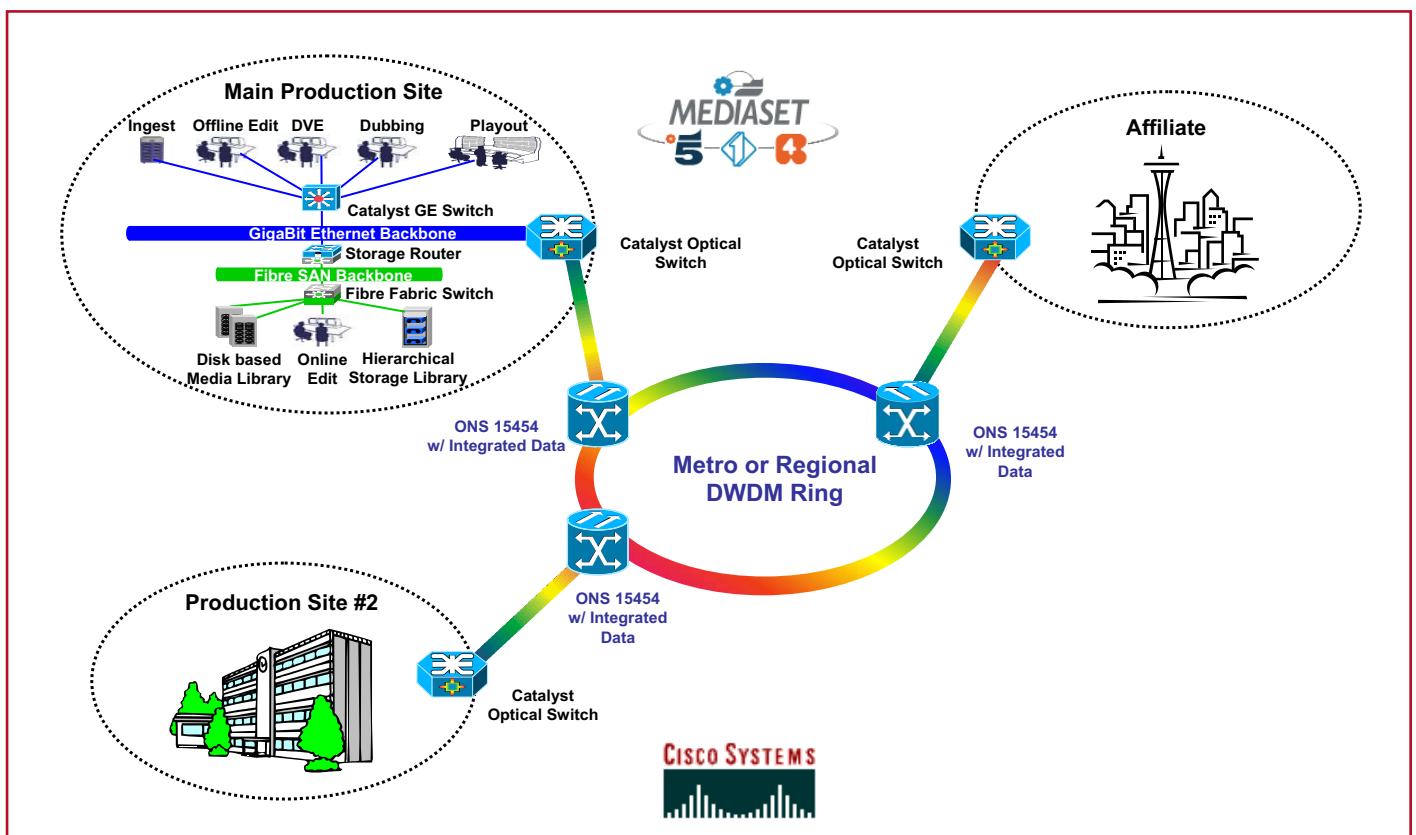 Main Production Site
Ingest
Offline Edit
DVE
Dubbing
Playout
Catalyst GE Switch
GigaBit Ethernet Backbone
Storage Router
Fibre SAN Backbone
Fibre Fabric Switch
Disk based
Media Library
Online
Edit
Hierarchical
Storage Library
MEDIASET
5
1
4
Catalyst Optical
Switch
Affiliate
Catalyst
Optical Switch
ONS 15454
w/ Integrated Data
Metro or Regional
DWDM Ring
ONS 15454
w/ Integrated
Data
ONS 15454
w/ Integrated
Data
Production Site #2
Catalyst
Optical Switch
CISCO SYSTEMS